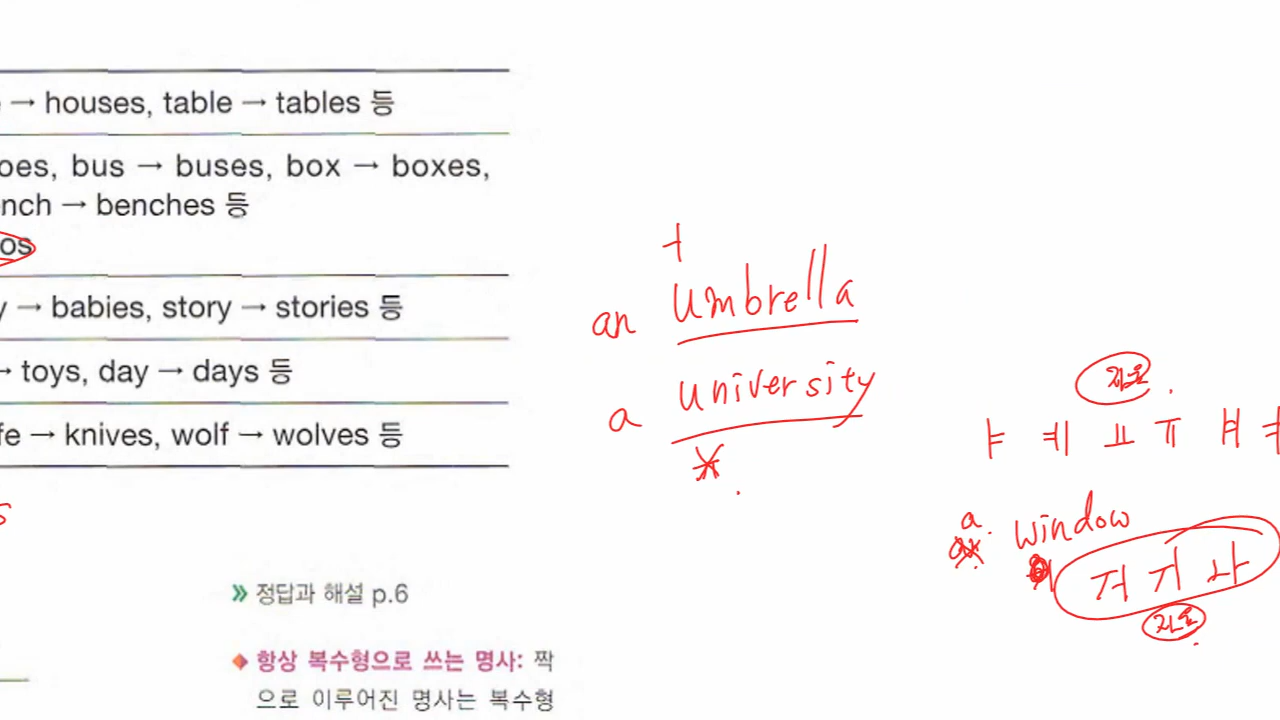 → houses, table → tables 등
oes, bus → buses, box → boxes,
nch → benches 등
os
y → babies, story → stories 등
→ toys, day → days 등
fe → knives, wolf → wolves 등
s
» 정답과 해설 p.6
항상 복수형으로 쓰는 명사: 짝
으로 이루어진 명사는 복수형
ㅓ
an umbrella
a university
자음
ㅑ ㅖ ㅛ ㅠ ㅕ ㅒ
a window
ㅝ ㅟ ㅘ
자음